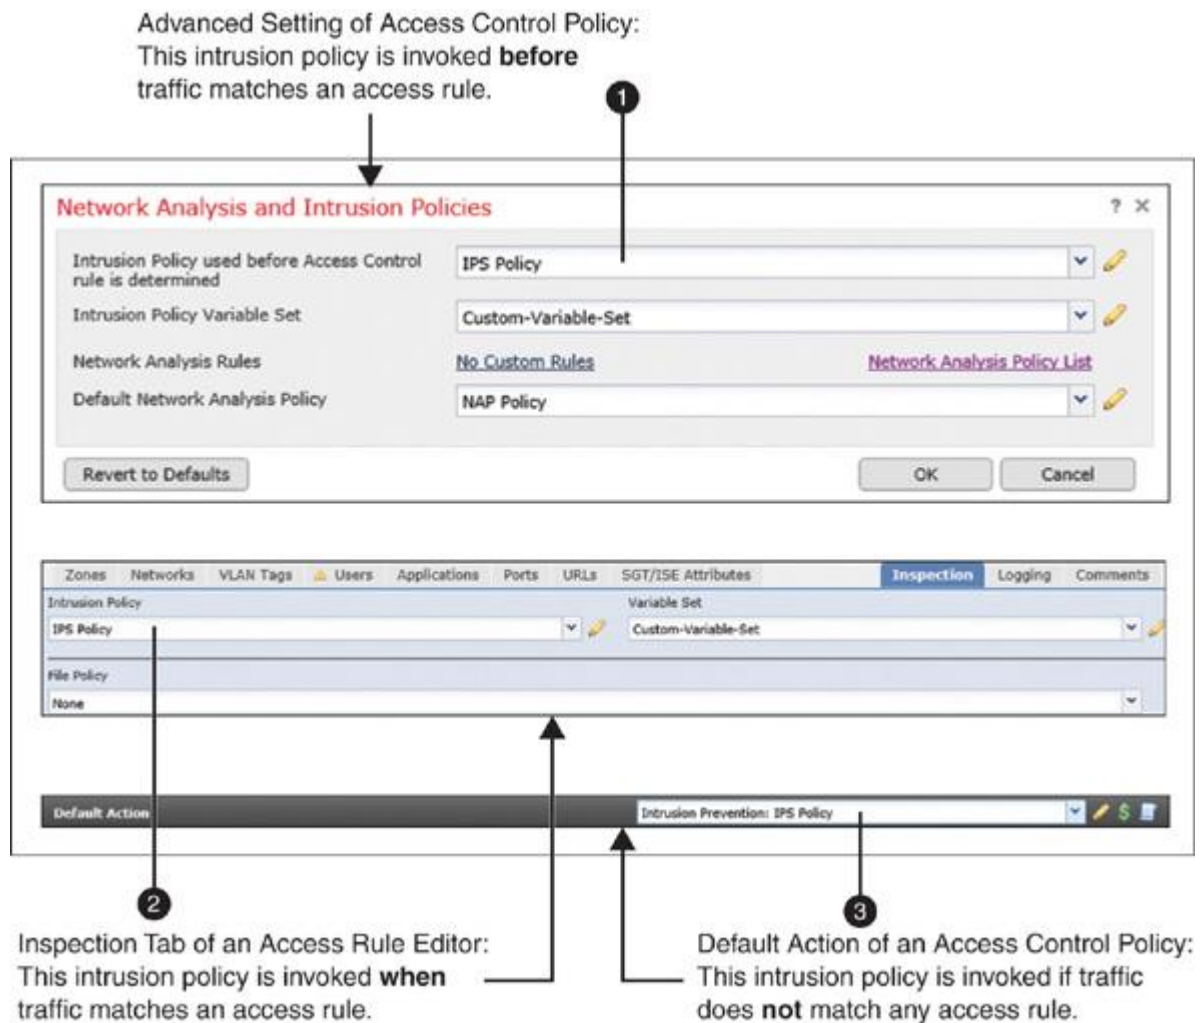 Advanced Setting of Access Control Policy:
This intrusion policy is invoked before
traffic matches an access rule.
1
Network Analysis and Intrusion Policies
? ×
Intrusion Policy used before Access Control
rule is determined
IPS Policy
Intrusion Policy Variable Set
Custom-Variable-Set
Network Analysis Rules
No Custom Rules
Network Analysis Policy List
Default Network Analysis Policy
NAP Policy
Revert to Defaults
OK
Cancel
Zones Networks VLAN Tags Users Applications Ports URLs SGT/ISE Attributes Inspection Logging Comments
Intrusion Policy
Variable Set
IPS Policy
Custom-Variable-Set
File Policy
None
Default Action
Intrusion Prevention: IPS Policy
$
2
Inspection Tab of an Access Rule Editor:
This intrusion policy is invoked when
traffic matches an access rule.
3
Default Action of an Access Control Policy:
This intrusion policy is invoked if traffic
does not match any access rule.